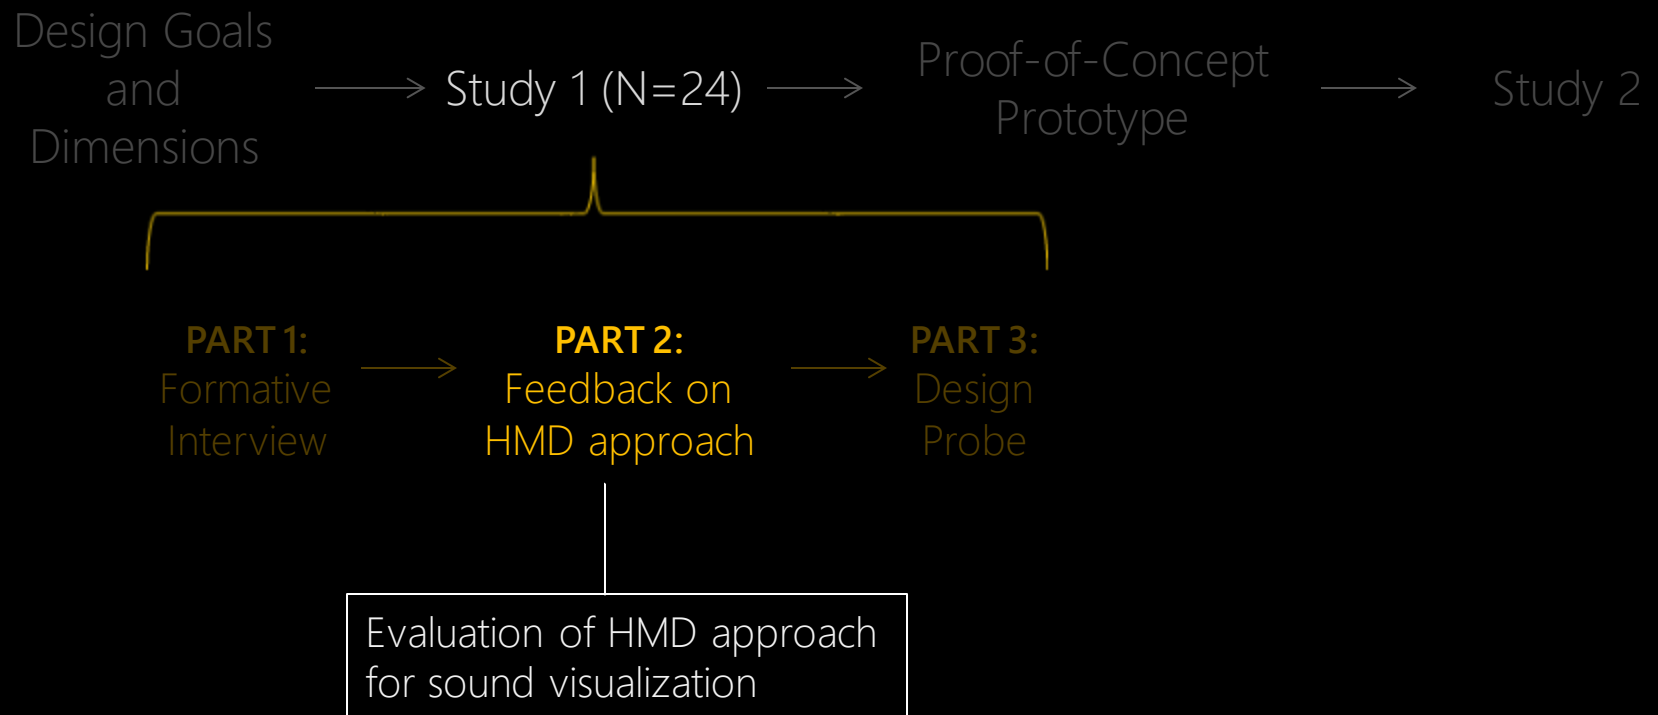 Design Goals
and
Dimensions
Study 1 (N=24)
Proof-of-Concept
Prototype
Study 2
PART 1:
Formative
Interview
PART 2:
Feedback on
HMD approach
PART 3:
Design
Probe
Evaluation of HMD approach
for sound visualization